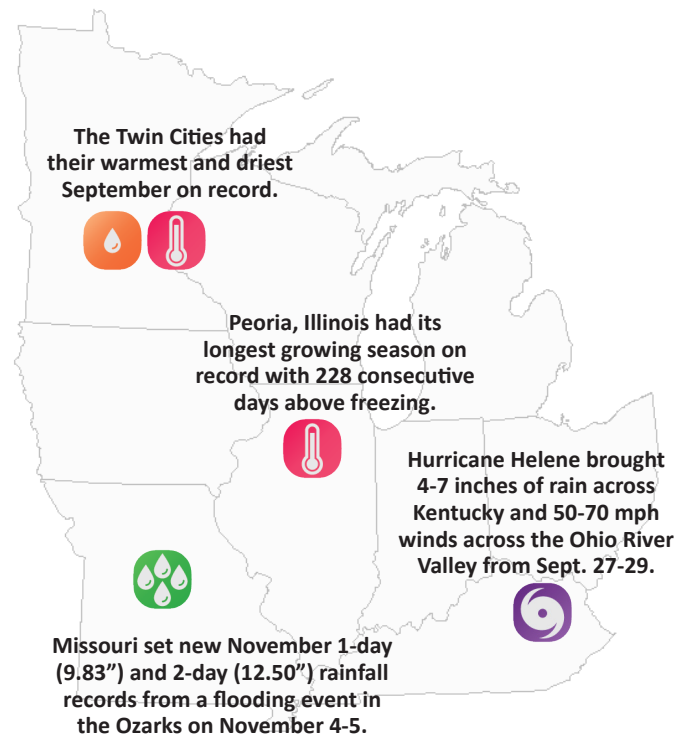 The Twin Cities had
their warmest and driest
September on record.
Peoria, Illinois had its
longest growing season on
record with 228 consecutive
days above freezing.
Hurricane Helene brought
4-7 inches of rain across
Kentucky and 50-70 mph
winds across the Ohio River
Valley from Sept. 27-29.
Missouri set new November 1-day
(9.83”) and 2-day (12.50”) rainfall
records from a flooding event in
the Ozarks on November 4-5.